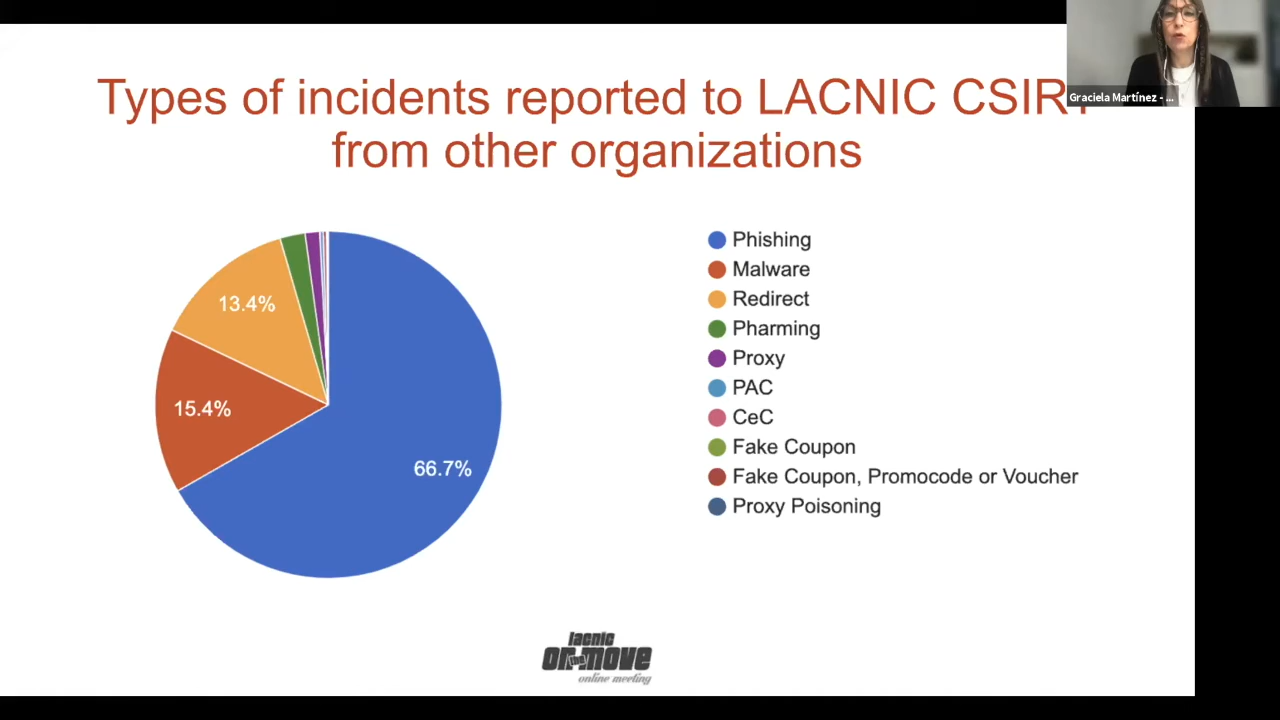 Types of incidents reported to LACNIC CSIRT
from other organizations
Graciela Martínez - ...
Phishing
Malware
Redirect
Pharming
Proxy
PAC
CeC
Fake Coupon
Fake Coupon, Promocode or Voucher
Proxy Poisoning
13.4%
15.4%
66.7%
lacnic
on the move
online meeting